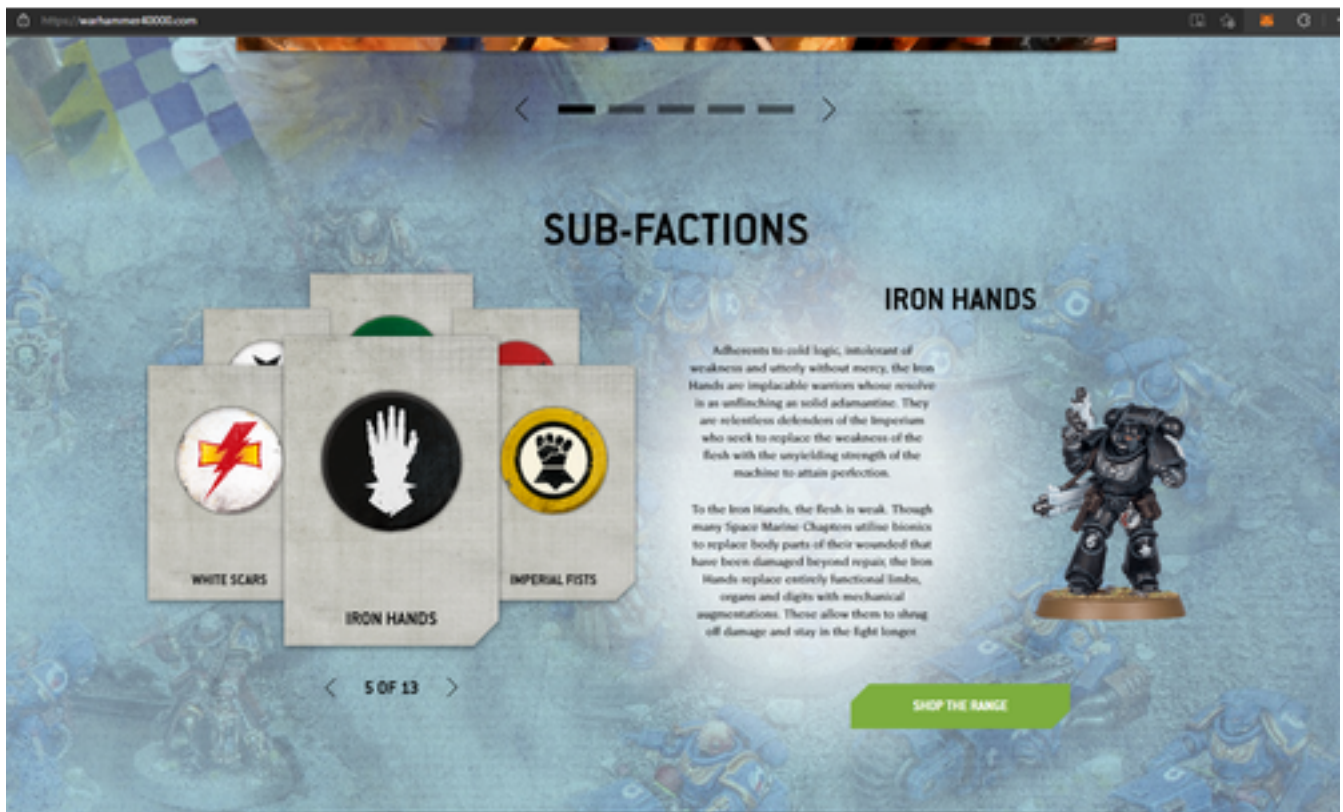 https://warhammer40000.com
SUB-FACTIONS
WHITE SCARS
IRON HANDS
IMPERIAL FISTS
5 OF 13
IRON HANDS
Adherents to cold logic, intolerant of
weakness and utterly without mercy, the Iron
Hands are implacable warriors whose resolve
is as unflinching as solid adamantine. They
are relentless defenders of the Imperium
who seek to replace the weakness of the
flesh with the unyielding strength of the
machine to attain perfection.
To the Iron Hands, the flesh is weak. Though
many Space Marine Chapters utilise bionics
to replace body parts of their wounded that
have been damaged beyond repair, the Iron
Hands replace entirely functional limbs,
organs and digits with mechanical
augmentations. These allow them to shrug
off damage and stay in the fight longer
SHOP THE RANGE